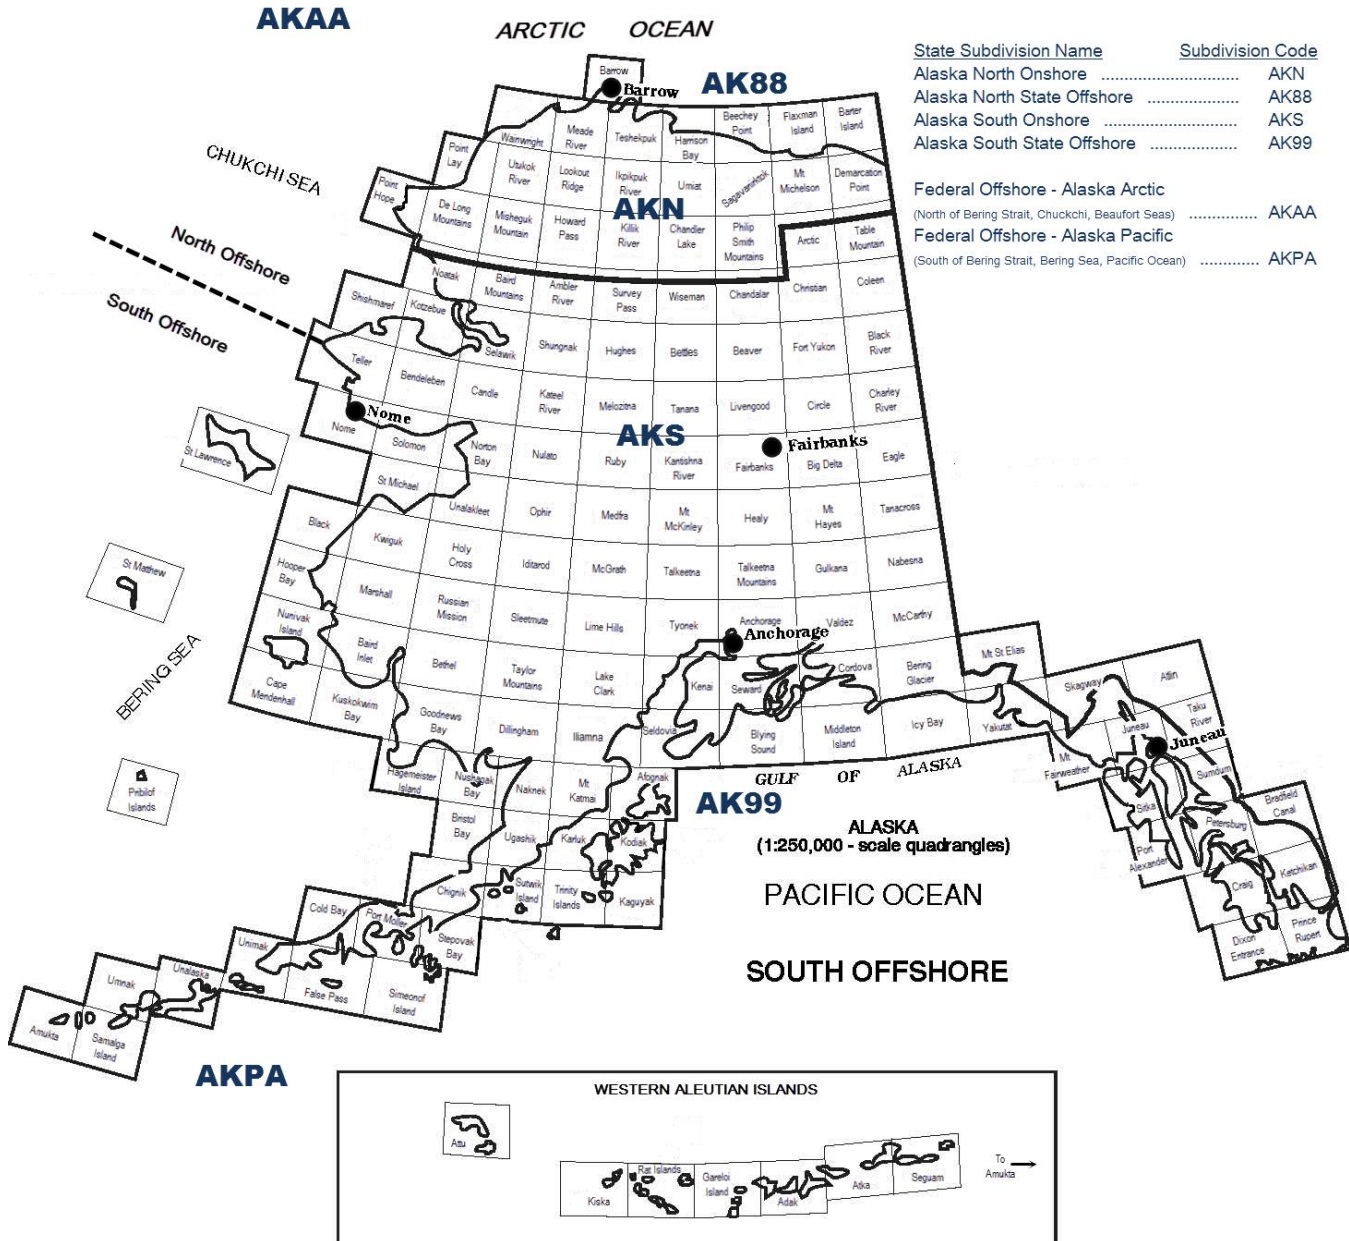 AKAA
ARCTIC OCEAN
State Subdivision Name Subdivision Code
Alaska North Onshore .............................. AKN
Alaska North State Offshore .................... AK88
Alaska South Onshore ............................. AKS
Alaska South State Offshore ................... AK99
Federal Offshore - Alaska Arctic
(North of Bering Strait, Chuckchi, Beaufort Seas) ............... AKAA
Federal Offshore - Alaska Pacific
(South of Bering Strait, Bering Sea, Pacific Ocean) ............. AKPA
Barrow
Barrow
AK88
CHUKCHI SEA
Wainwright
Meade River
Teshekpuk
Harrison Bay
Beechey Point
Flaxman Island
Barter Island
Point Lay
Utukok River
Lookout Ridge
Ikpikpuk River
Umiat
Sagavanirktok
Mt Michelson
Demarcation Point
Point Hope
De Long Mountains
Misheguk Mountain
Howard Pass
Killik River
Chandler Lake
Philip Smith Mountains
Arctic
Table Mountain
AKN
North Offshore
South Offshore
Noatak
Baird Mountains
Ambler River
Survey Pass
Wiseman
Chandalar
Christian
Coleen
Shishmaref
Kotzebue
Selawik
Shungnak
Hughes
Bettles
Beaver
Fort Yukon
Black River
Teller
Bendeleben
Candle
Kateel River
Melozitna
Tanana
Livengood
Circle
Charley River
Nome
AKS
Fairbanks
Nome
Solomon
Norton Bay
Nulato
Ruby
Kantishna River
Fairbanks
Big Delta
Eagle
St Lawrence
St Michael
Unalakleet
Ophir
Medfra
Mt McKinley
Healy
Mt Hayes
Tanacross
Black
Kwiguk
Holy Cross
Iditarod
McGrath
Talkeetna
Talkeetna Mountains
Gulkana
Nabesna
St Matthew
Hooper Bay
Marshall
Russian Mission
Sleetmute
Lime Hills
Tyonek
Anchorage
Anchorage
Valdez
McCarthy
BERING SEA
Nunivak Island
Baird Inlet
Bethel
Taylor Mountains
Lake Clark
Kenai
Seward
Cordova
Bering Glacier
Mt St Elias
Cape Mendenhall
Kuskokwim Bay
Goodnews Bay
Dillingham
Iliamna
Seldovia
Blying Sound
Middleton Island
Icy Bay
Yakutat
Skagway
Atlin
Mt Fairweather
Juneau
Taku River
Juneau
Pribilof Islands
Hagemeister Island
Nushagak Bay
Naknek
Mt Katmai
Afognak
GULF OF ALASKA
AK99
Sitka
Sumdum
Bristol Bay
Ugashik
Karluk
Kodiak
Port Alexander
Petersburg
Bradfield Canal
ALASKA
(1:250,000 - scale quadrangles)
PACIFIC OCEAN
SOUTH OFFSHORE
Chignik
Sutwik Island
Trinity Islands
Kaguyak
Craig
Ketchikan
Dixon Entrance
Prince Rupert
Cold Bay
Port Moller
Stepovak Bay
Unimak
False Pass
Simeonof Island
Umnak
Unalaska
Amukta
Samalga Island
AKPA
WESTERN ALEUTIAN ISLANDS
Attu
Kiska
Rat Islands
Gareloi Island
Adak
Atka
Seguam
To
Amukta